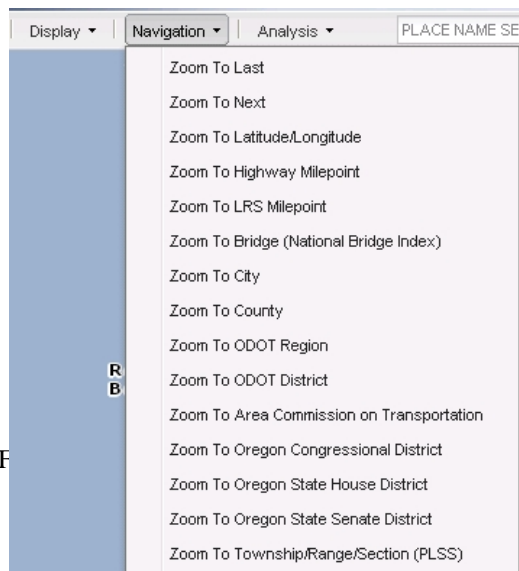 Display Navigation Analysis PLACE NAME SE
Zoom To Last
Zoom To Next
Zoom To Latitude/Longitude
Zoom To Highway Milepoint
Zoom To LRS Milepoint
Zoom To Bridge (National Bridge Index)
Zoom To City
Zoom To County
Zoom To ODOT Region
R
Zoom To ODOT District
B
Zoom To Area Commission on Transportation
Zoom To Oregon Congressional District
F
Zoom To Oregon State House District
Zoom To Oregon State Senate District
Zoom To Township/Range/Section (PLSS)